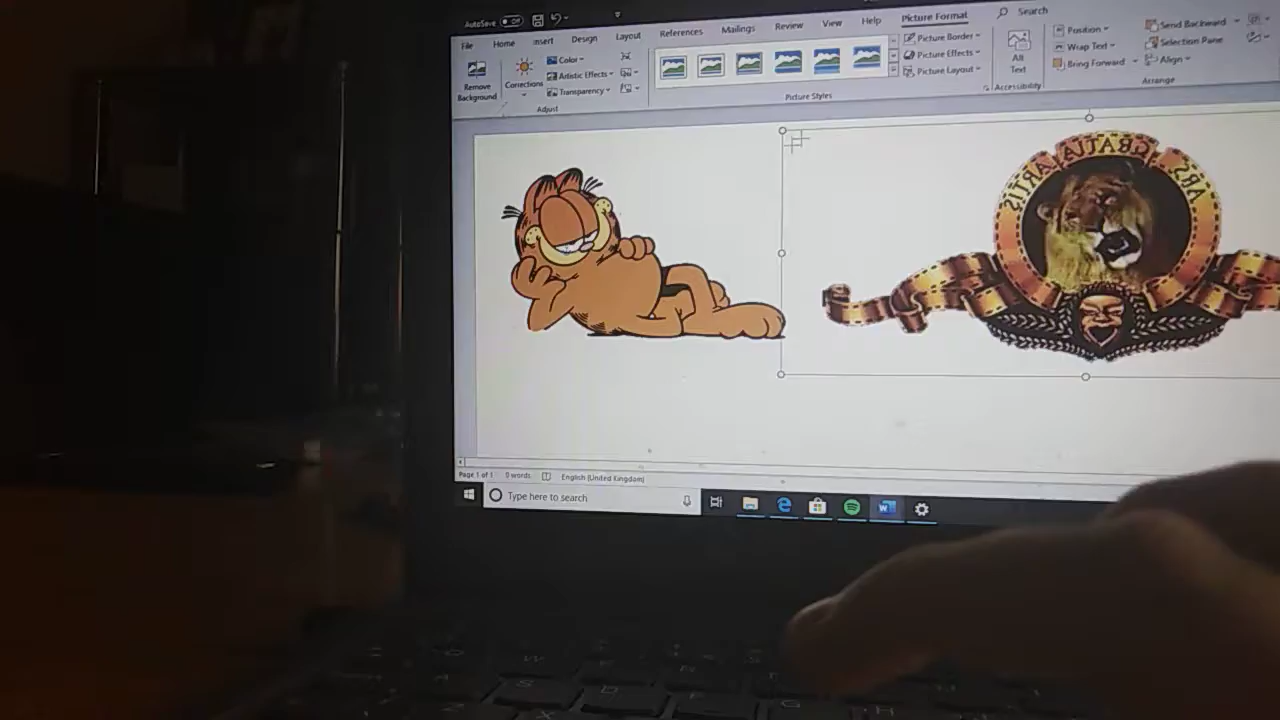 AutoSave Off
File Home Insert Design Layout References Mailings Review View Help Picture Format Search
Remove Background
Corrections
Color
Artistic Effects
Transparency
Adjust
Picture Styles
Picture Border
Picture Effects
Picture Layout
Alt Text
Accessibility
Position
Wrap Text
Bring Forward
Send Backward
Selection Pane
Align
Arrange
ARS GRATIA ARTIS
Page 1 of 1 0 words English (United Kingdom)
Type here to search